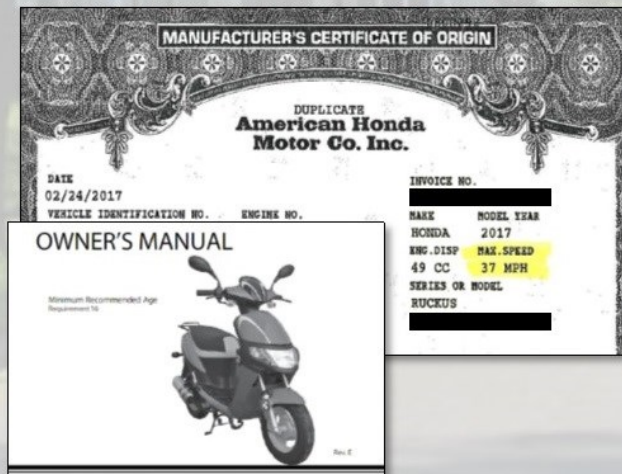 MANUFACTURER'S CERTIFICATE OF ORIGIN
DUPLICATE
American Honda
Motor Co. Inc.
DATE
02/24/2017
VEHICLE IDENTIFICATION NO. ENGINE NO.
INVOICE NO.
MAKE MODEL YEAR
HONDA 2017
ENG.DISP MAX.SPEED
49 CC 37 MPH
SERIES OR MODEL
RUCKUS
OWNER'S MANUAL
Minimum Recommended Age
Requirement 16
Rev. E